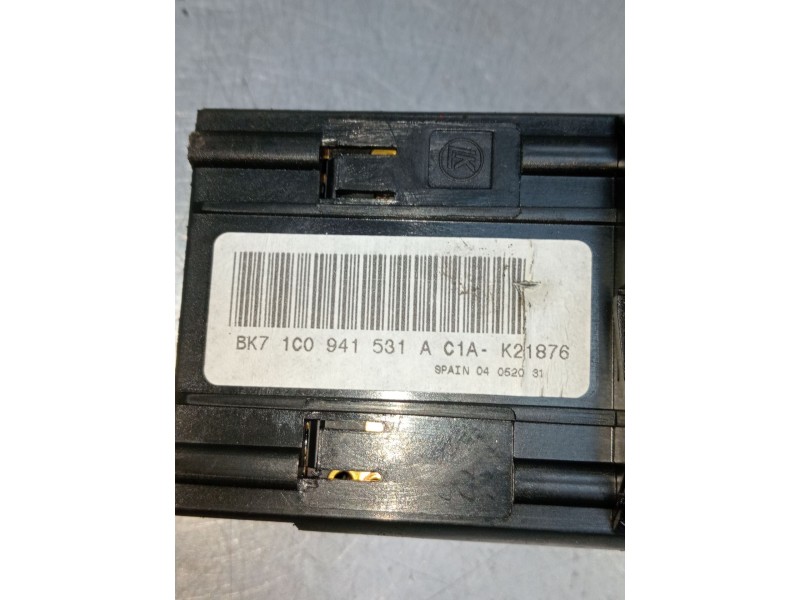 BK7 1C0 941 531 A C1A- K21876
SPAIN 04 0520 31